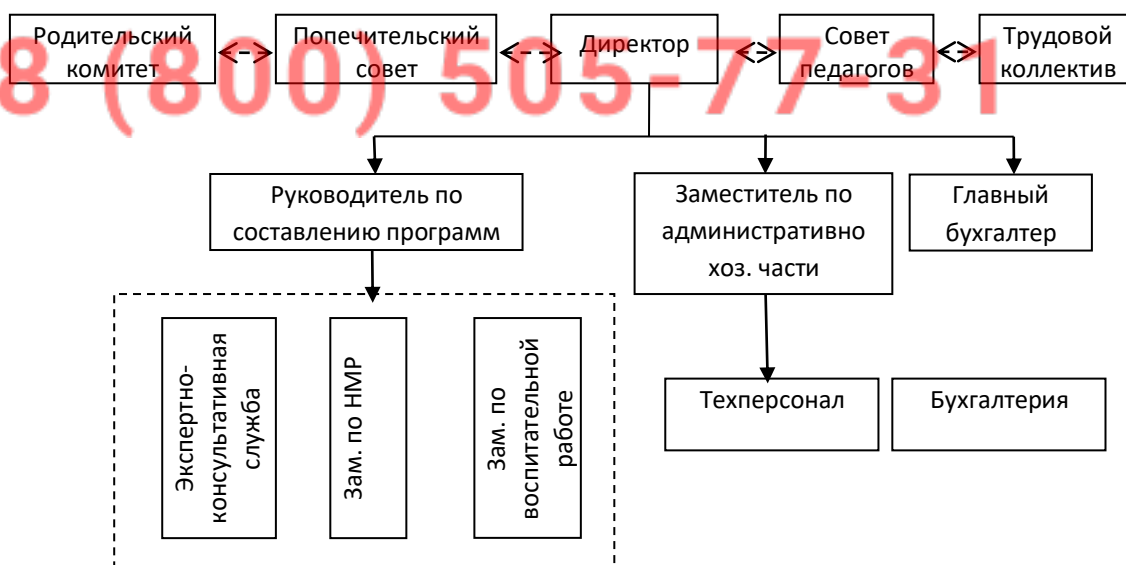 Родительский
комитет
Попечительский
совет
Директор
Совет
педагогов
Трудовой
коллектив
8 (800) 505-77-31
Руководитель по
составлению программ
Заместитель по
административно
хоз. части
Главный
бухгалтер
Экспертно-
консультативная
служба
Зам. по НМР
Зам. по
воспитательной
работе
Техперсонал
Бухгалтерия